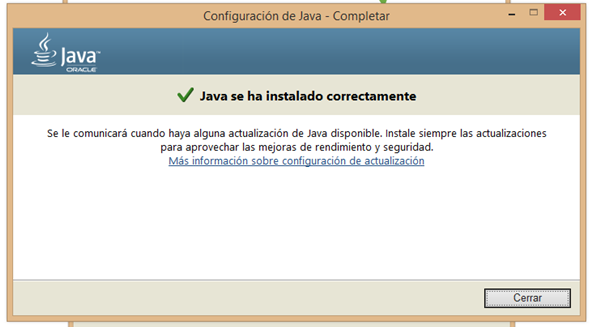 Configuración de Java - Completar
Java™
ORACLE
Java se ha instalado correctamente
Se le comunicará cuando haya alguna actualización de Java disponible. Instale siempre las actualizaciones
para aprovechar las mejoras de rendimiento y seguridad.
Más información sobre configuración de actualización
Cerrar